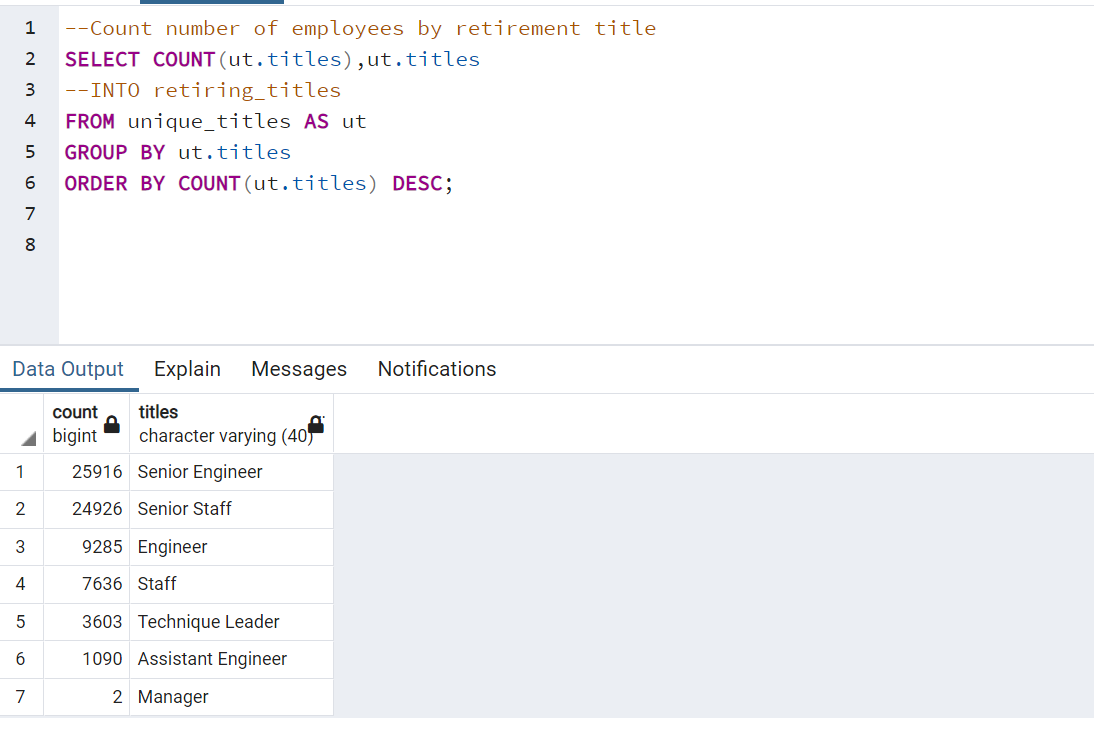 1 --Count number of employees by retirement title
2 SELECT COUNT(ut.titles),ut.titles
3 --INTO retiring_titles
4 FROM unique_titles AS ut
5 GROUP BY ut.titles
6 ORDER BY COUNT(ut.titles) DESC;
7
8
Data Output Explain Messages Notifications
count titles
bigint character varying (40)
1 25916 Senior Engineer
2 24926 Senior Staff
3 9285 Engineer
4 7636 Staff
5 3603 Technique Leader
6 1090 Assistant Engineer
7 2 Manager